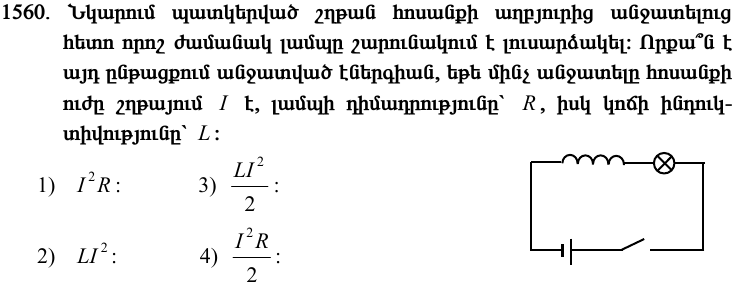 1560. Նկարում պատկերված շղթան հոսանքի աղբյուրից անջատելուց
հետո որոշ ժամանակ լամպը շարունակում է լուսարձակել: Որքա՞ն է
այդ ընթացքում անջատված էներգիան, եթե մինչ անջատելը հոսանքի
ուժը շղթայում I է, լամպի դիմադրությունը՝ R, իսկ կոճի ինդուկ-
տիվությունը՝ L:
1) I²R: 3) LI²/2:
2) LI²: 4) I²R/2: